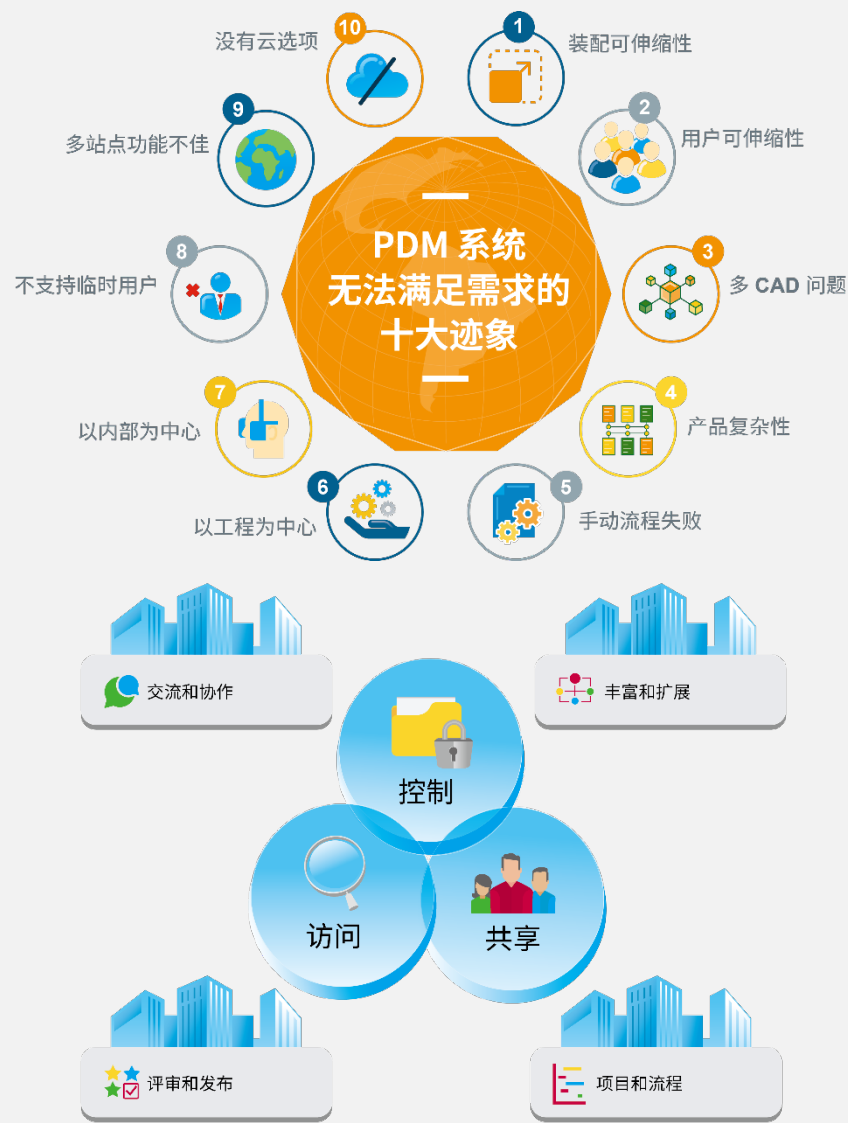 10
没有云选项
1
装配可伸缩性
9
多站点功能不佳
2
用户可伸缩性
PDM 系统
无法满足需求的
十大迹象
8
不支持临时用户
3
多 CAD 问题
7
以内部为中心
4
产品复杂性
6
以工程为中心
5
手动流程失败
交流和协作
丰富和扩展
控制
访问
共享
评审和发布
项目和流程